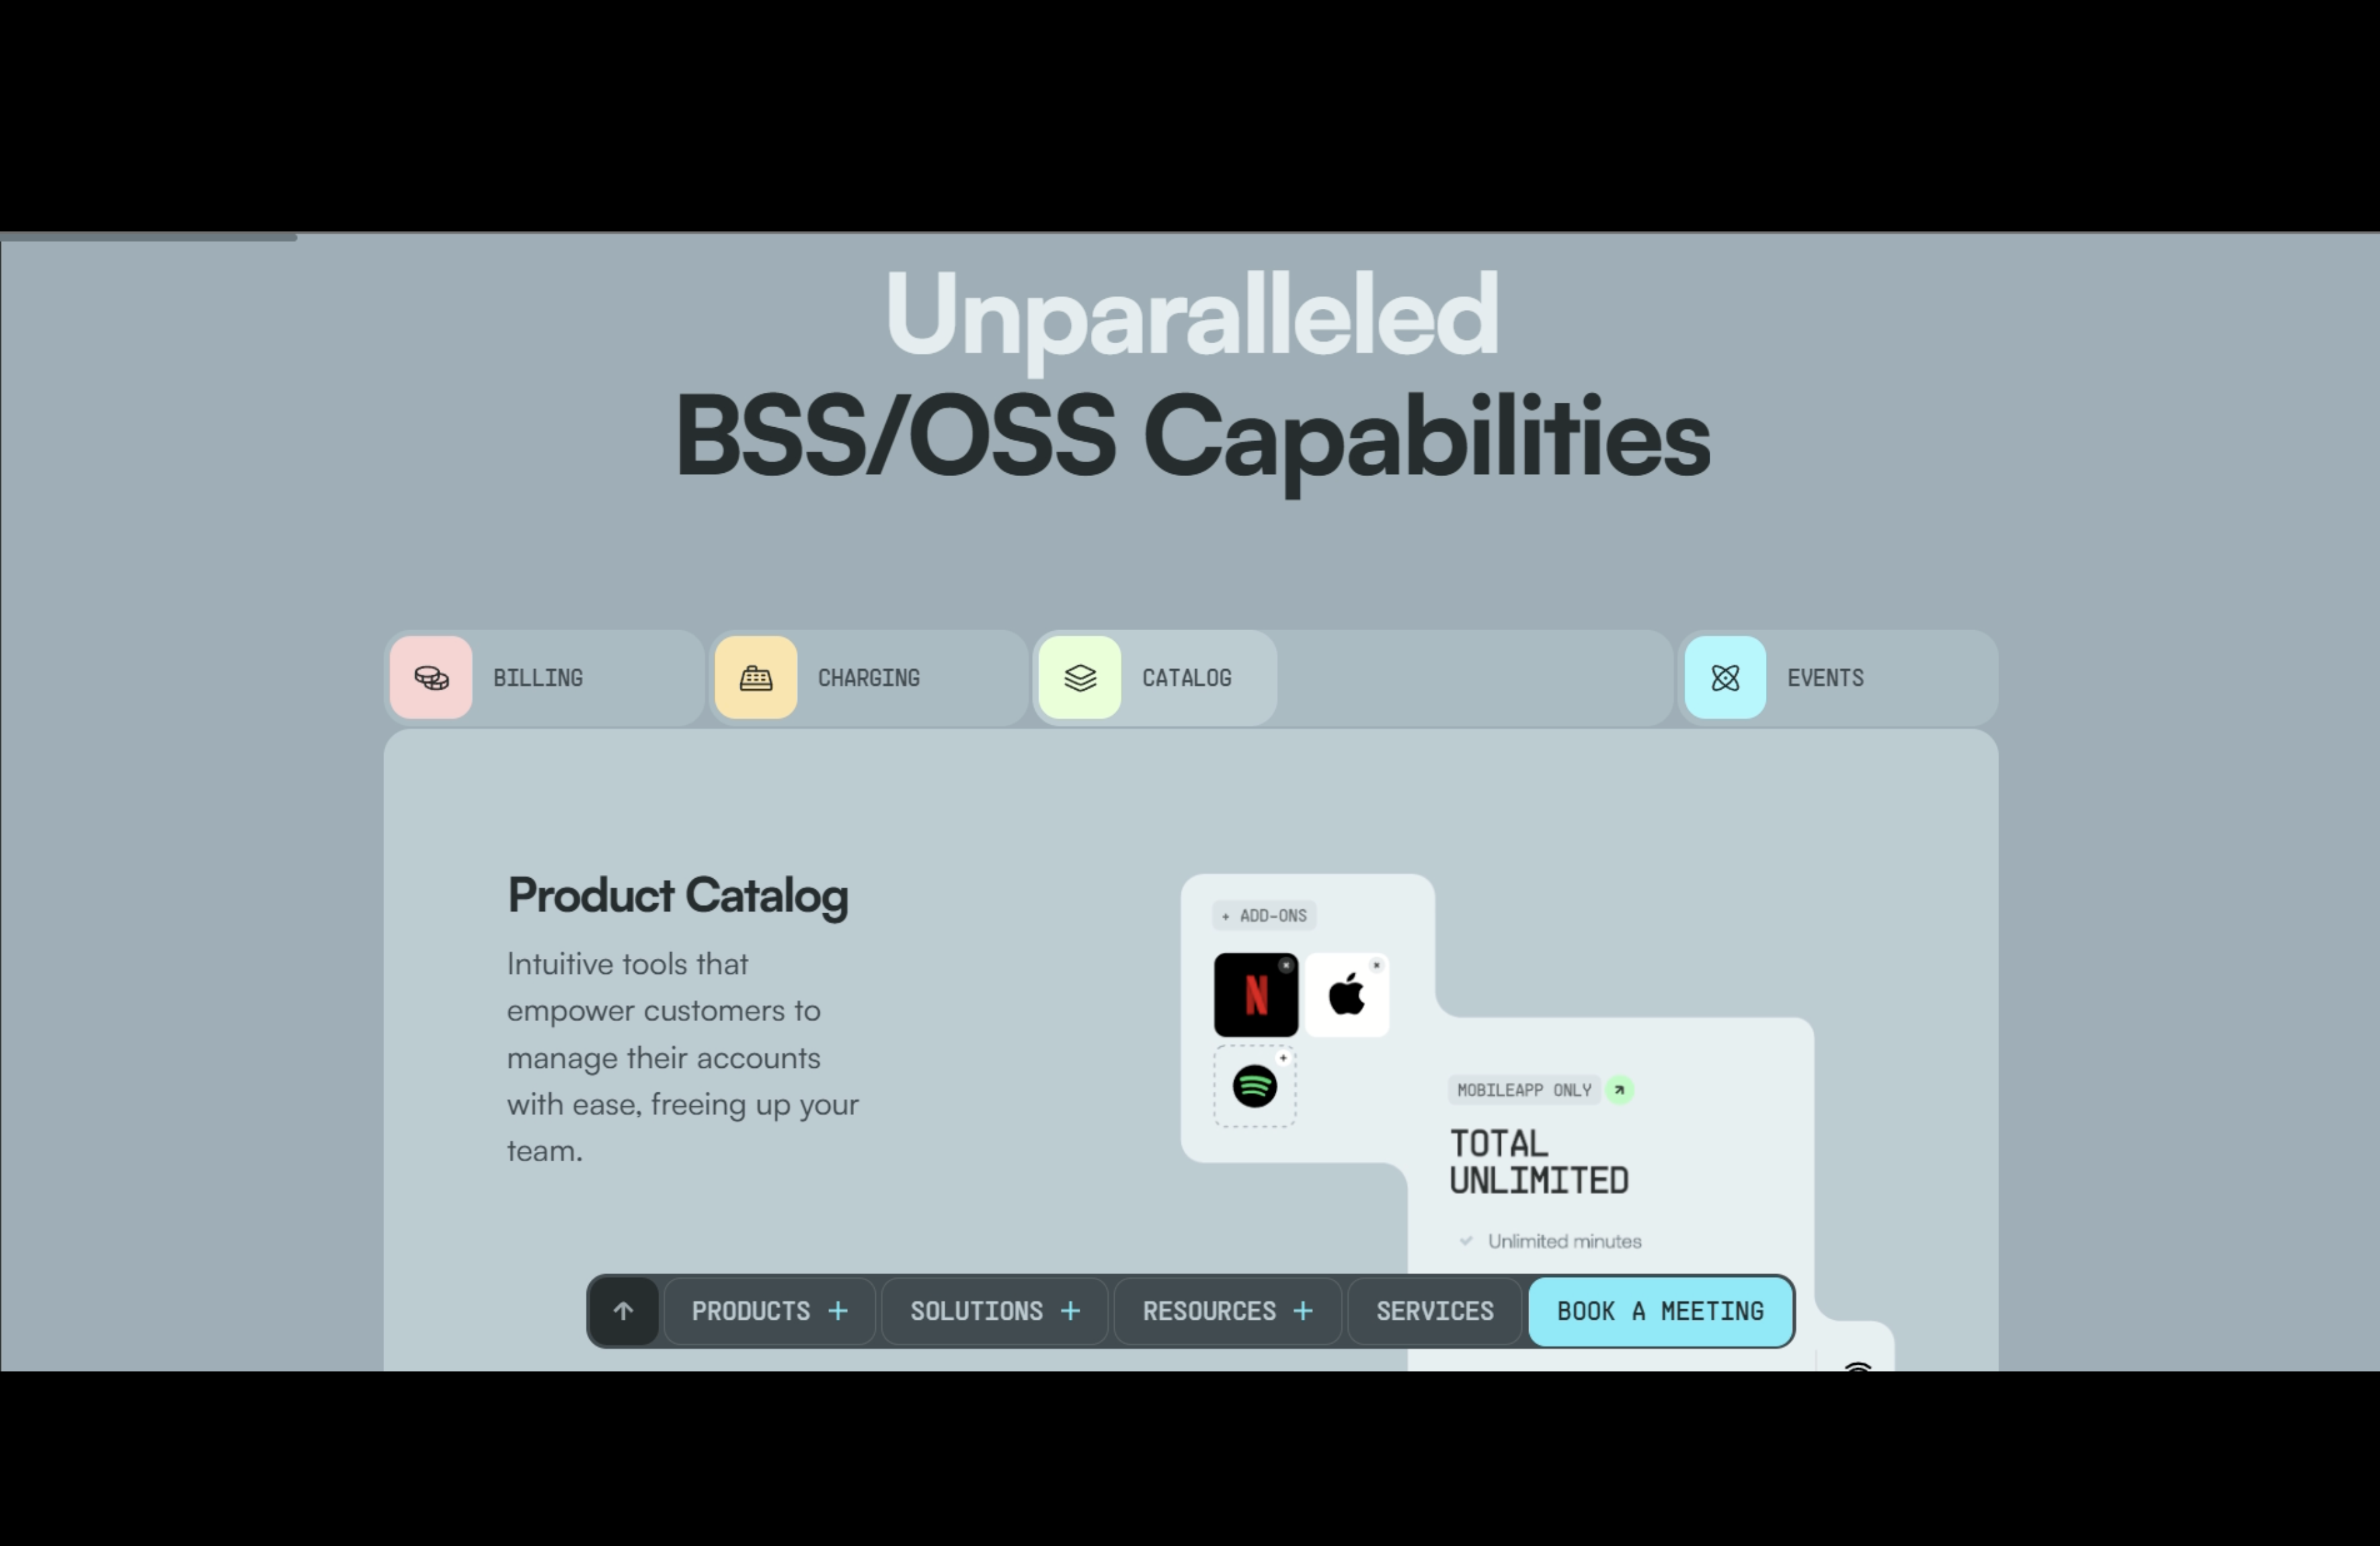 Unparalleled
BSS/OSS Capabilities
BILLING
CHARGING
CATALOG
EVENTS
Product Catalog
Intuitive tools that
empower customers to
manage their accounts
with ease, freeing up your
team.
+ ADD-ONS
N
MOBILEAPP ONLY
TOTAL
UNLIMITED
Unlimited minutes
PRODUCTS +
SOLUTIONS +
RESOURCES +
SERVICES
BOOK A MEETING